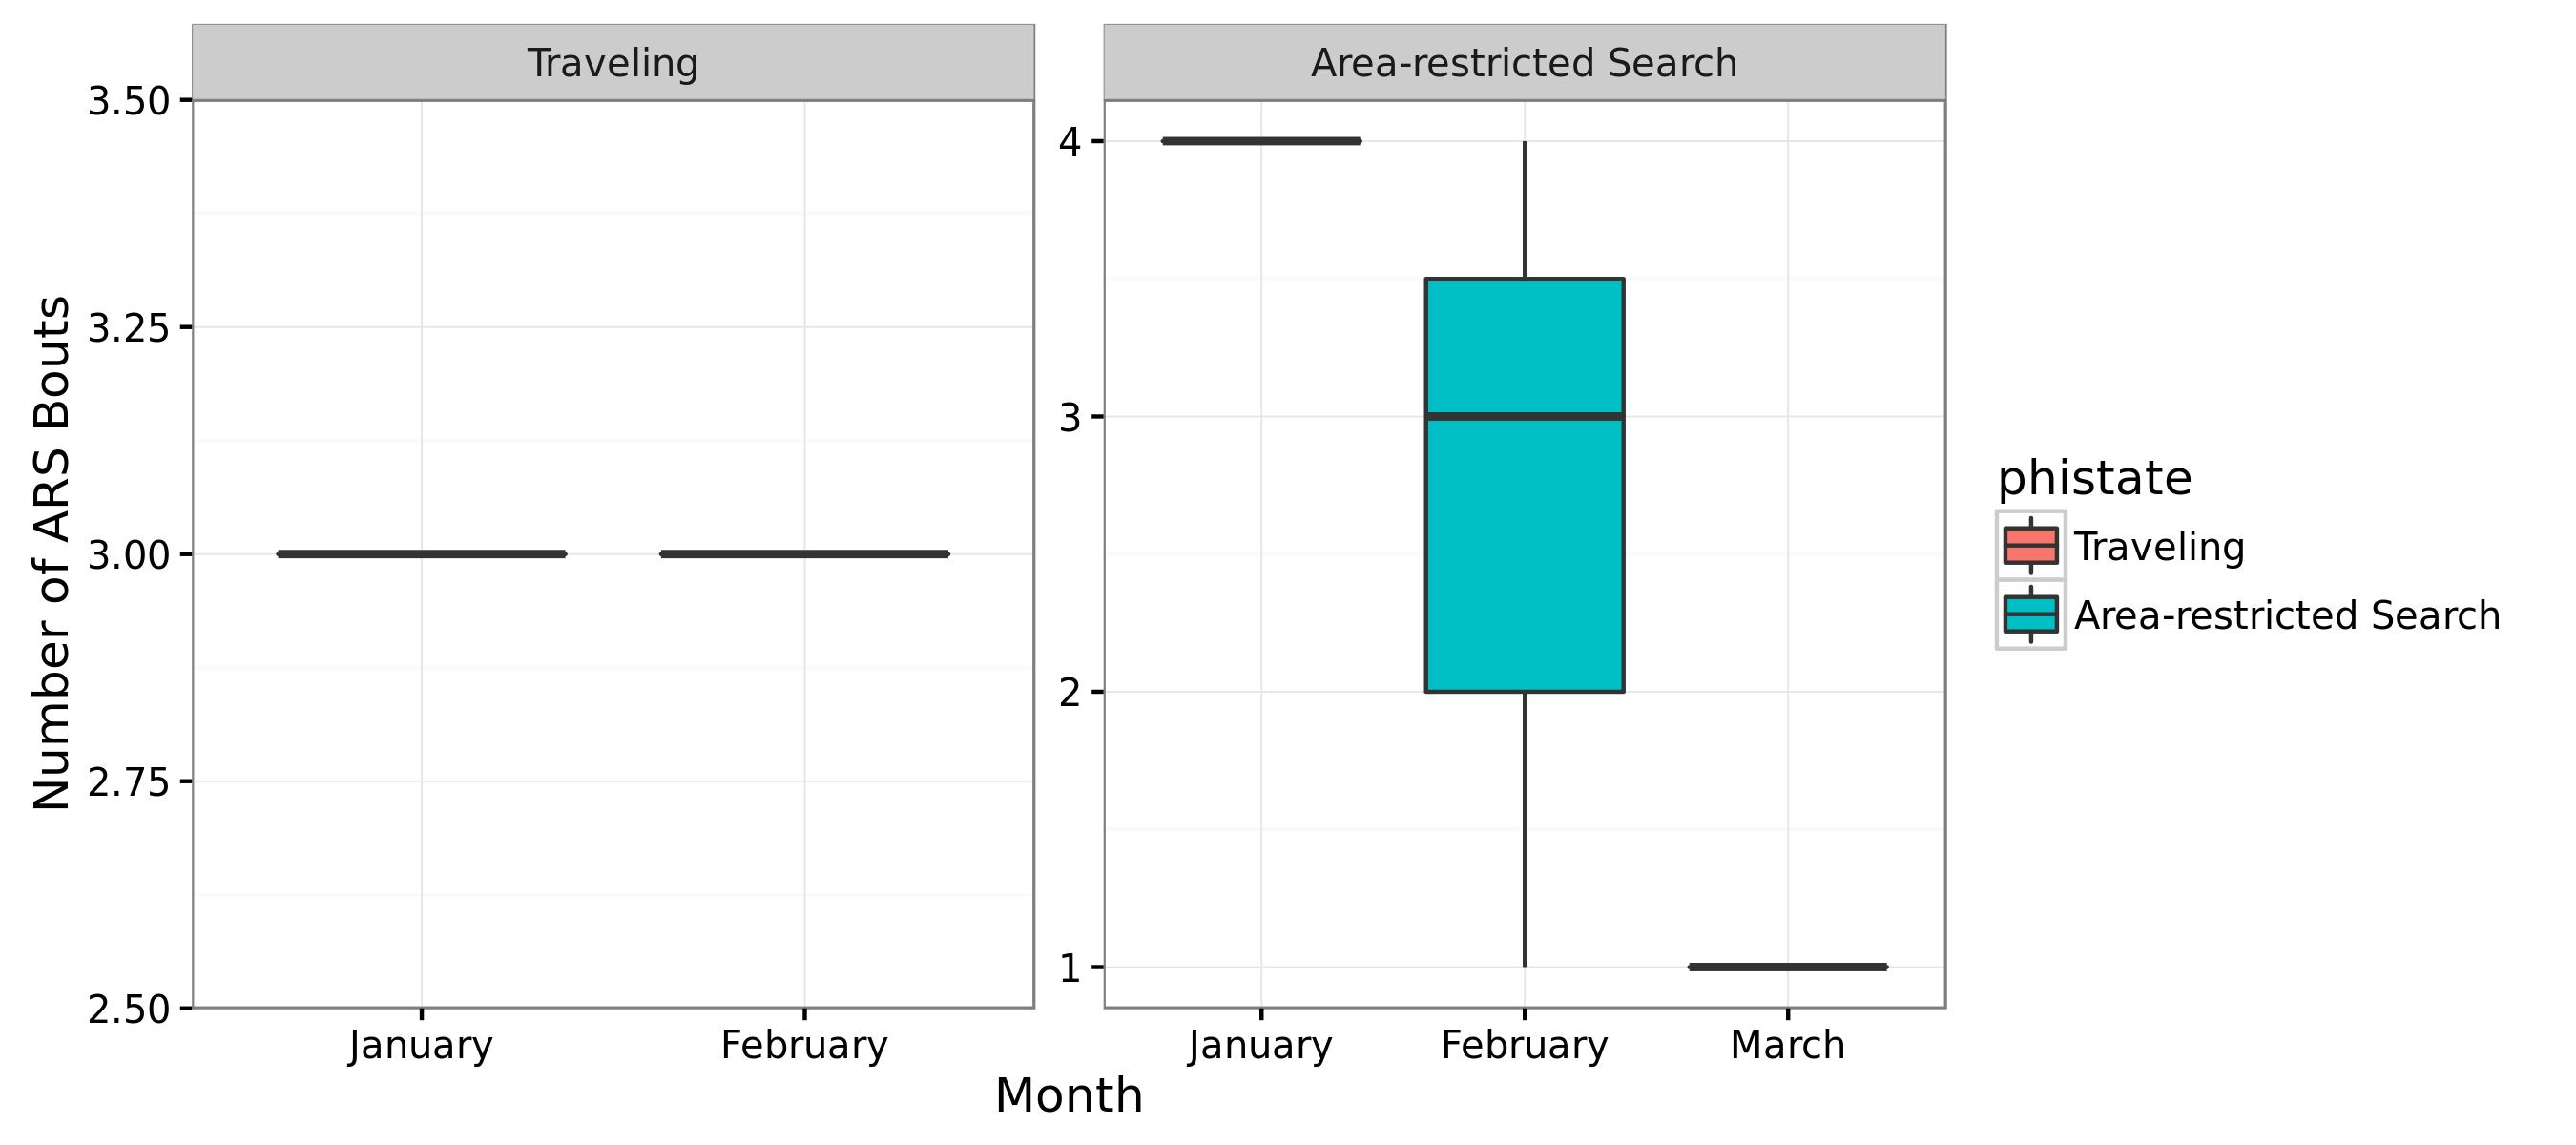 Traveling
Area-restricted Search
Number of ARS Bouts
3.50
3.25
3.00
2.75
2.50
4
3
2
1
January
February
January
February
March
Month
phistate
Traveling
Area-restricted Search